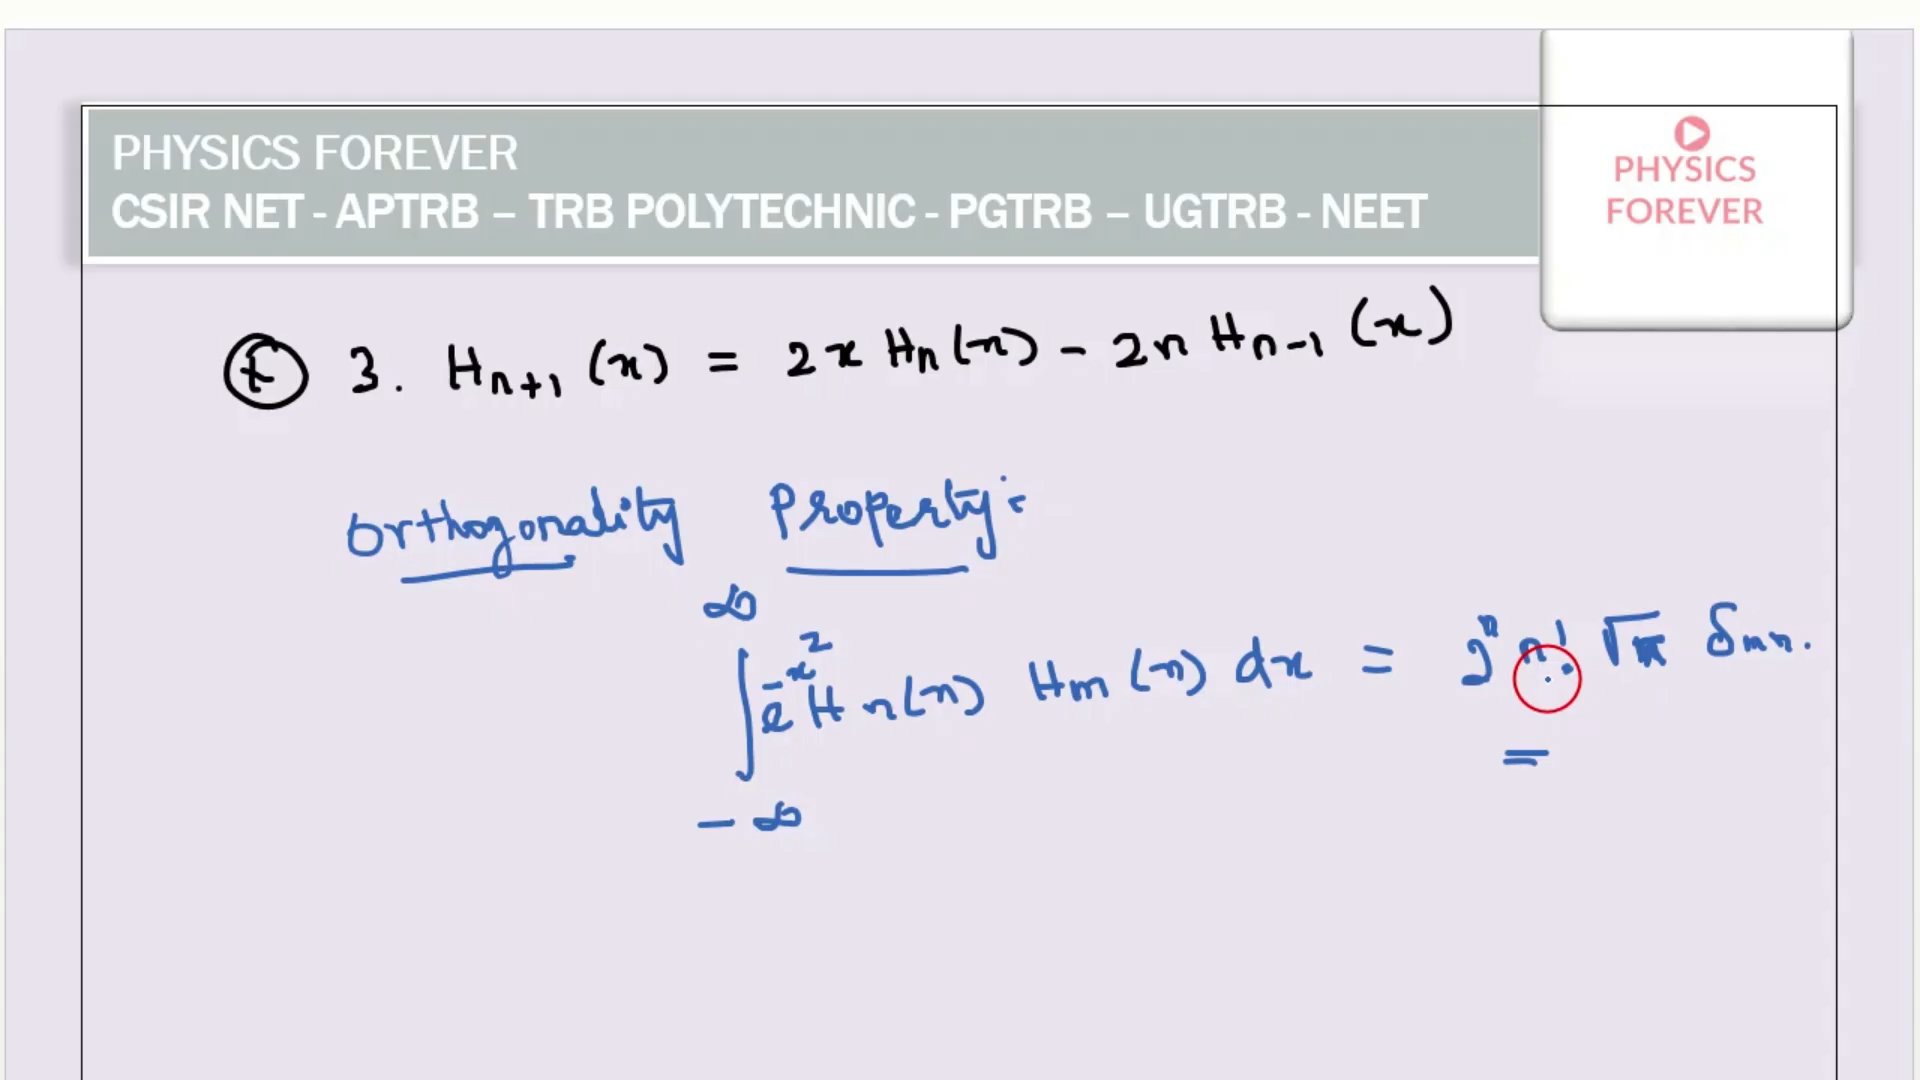 PHYSICS FOREVER
CSIR NET - APTRB – TRB POLYTECHNIC - PGTRB – UGTRB - NEET
PHYSICS
FOREVER
3. Hₙ₊₁ (x) = 2x Hₙ(x) - 2n Hₙ₋₁ (x)
Orthogonality Property:
∞
∫ e^-x² Hn(x) Hm(x) dx = 2ⁿ n! √π δmn.
-∞